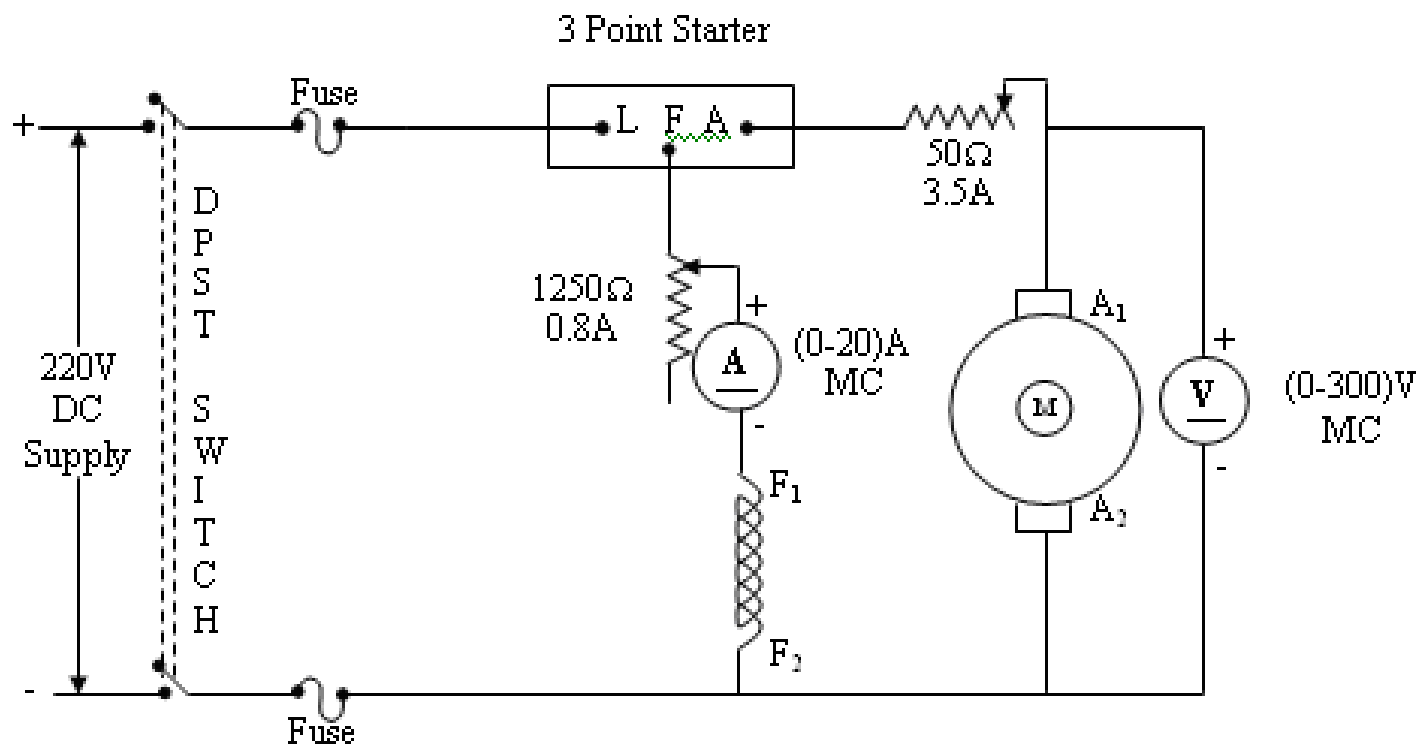 3 Point Starter
Fuse
+
L F A
50Ω
3.5A
D
P
S
T
S
W
I
T
C
H
1250Ω
0.8A
+
A
-
(0-20)A
MC
A₁
M
A₂
+
V
-
(0-300)V
MC
220V
DC
Supply
F₁
F₂
-
Fuse